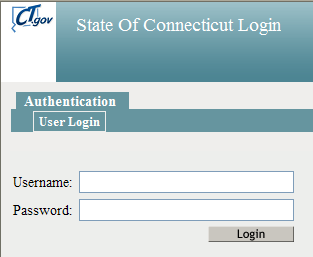 CT.gov
State Of Connecticut Login
Authentication
User Login
Username:
Password:
Login